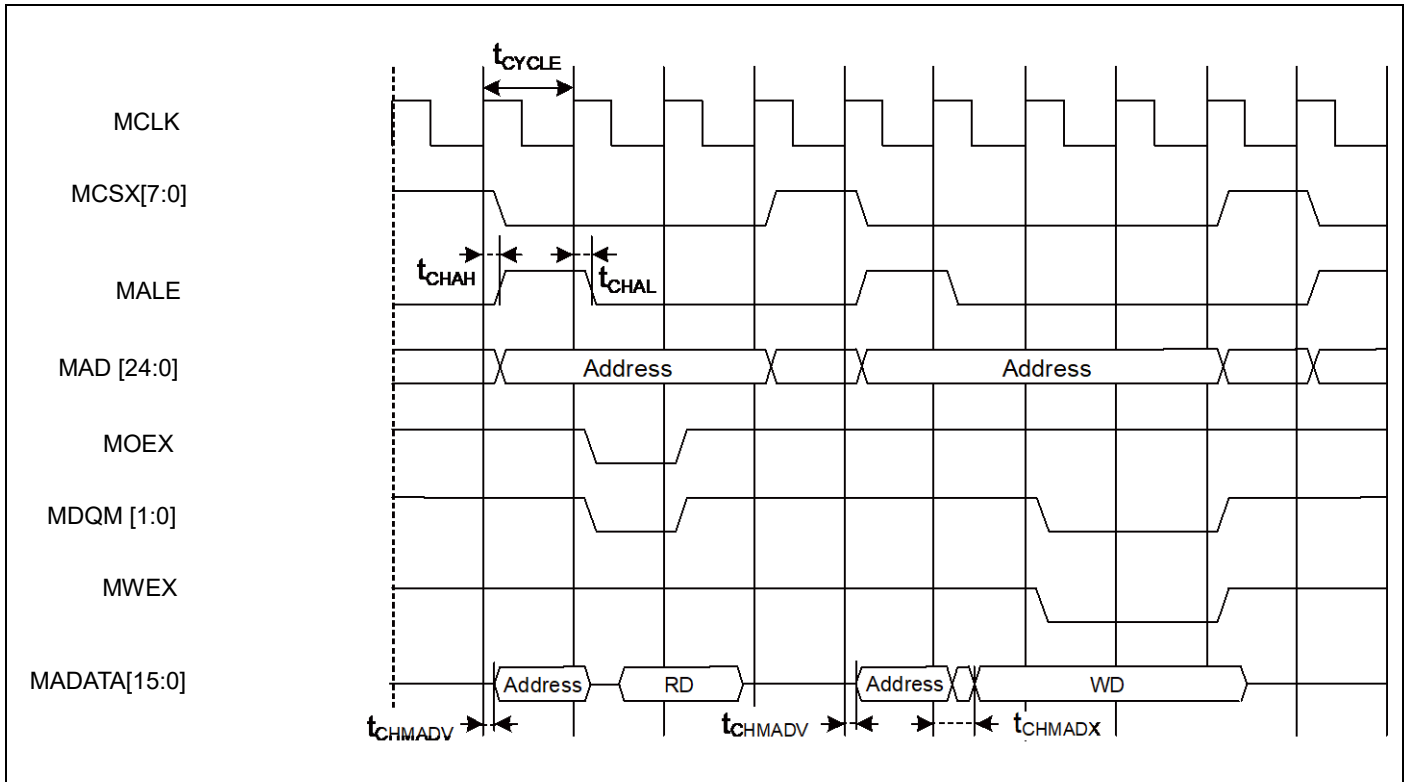 tCYCLE
MCLK
MCSX[7:0]
tCHAH
tCHAL
MALE
MAD [24:0]
Address
Address
MOEX
MDQM [1:0]
MWEX
MADATA[15:0]
Address
RD
Address
WD
tCHMADV
tCHMADV
tCHMADX